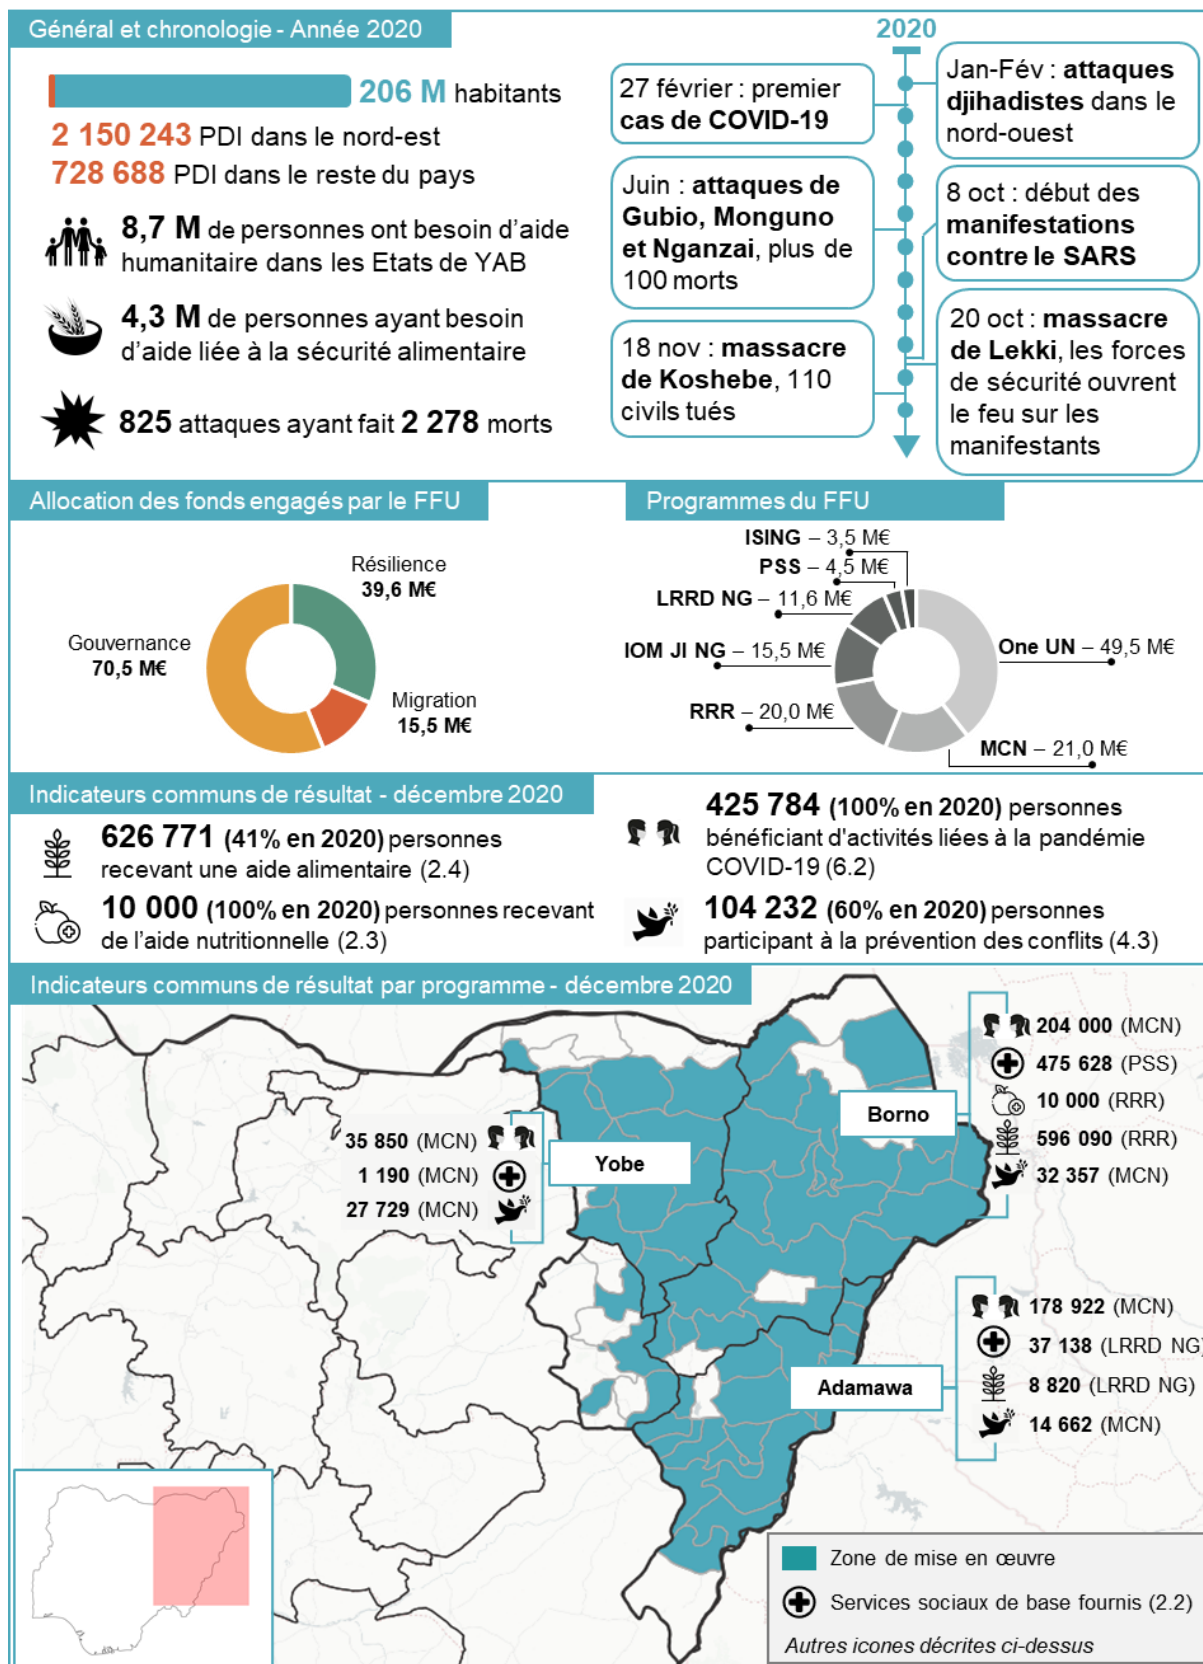 Général et chronologie - Année 2020
206 M habitants
2 150 243 PDI dans le nord-est
728 688 PDI dans le reste du pays
8,7 M de personnes ont besoin d'aide
humanitaire dans les Etats de YAB
4,3 M de personnes ayant besoin
d'aide liée à la sécurité alimentaire
825 attaques ayant fait 2 278 morts
2020
Jan-Fév : attaques
djihadistes dans le
nord-ouest
27 février : premier
cas de COVID-19
Juin : attaques de
Gubio, Monguno
et Nganzai, plus de
100 morts
8 oct : début des
manifestations
contre le SARS
20 oct : massacre
de Lekki, les forces
de sécurité ouvrent
le feu sur les
manifestants
18 nov : massacre
de Koshebe, 110
civils tués
Allocation des fonds engagés par le FFU
Résilience
39,6 M€
Gouvernance
70,5 M€
Migration
15,5 M€
Programmes du FFU
ISING – 3,5 M€
PSS – 4,5 M€
LRRD NG – 11,6 M€
IOM JI NG – 15,5 M€
One UN – 49,5 M€
RRR – 20,0 M€
MCN – 21,0 M€
Indicateurs communs de résultat - décembre 2020
626 771 (41% en 2020) personnes
recevant une aide alimentaire (2.4)
10 000 (100% en 2020) personnes recevant
de l'aide nutritionnelle (2.3)
425 784 (100% en 2020) personnes
bénéficiant d'activités liées à la pandémie
COVID-19 (6.2)
104 232 (60% en 2020) personnes
participant à la prévention des conflits (4.3)
Indicateurs communs de résultat par programme - décembre 2020
204 000 (MCN)
475 628 (PSS)
10 000 (RRR)
596 090 (RRR)
32 357 (MCN)
Borno
35 850 (MCN)
1 190 (MCN)
27 729 (MCN)
Yobe
178 922 (MCN)
37 138 (LRRD NG)
8 820 (LRRD NG)
14 662 (MCN)
Adamawa
Zone de mise en œuvre
Services sociaux de base fournis (2.2)
Autres icones décrites ci-dessus